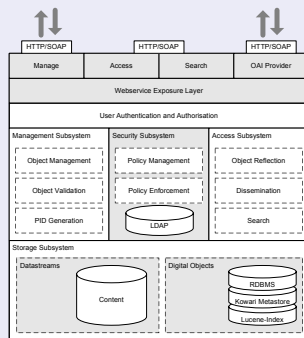 HTTP/SOAP HTTP/SOAP HTTP/SOAP
Manage Access Search OAI Provider
Webservice Exposure Layer
User Authentication and Authorisation
Management Subsystem
Object Management
Object Validation
PID Generation
Security Subsystem
Policy Management
Policy Enforcement
LDAP
Access Subsystem
Object Reflection
Dissemination
Search
Storage Subsystem
Datastreams
Content
Digital Objects
RDBMS
Kowari Metastore
Lucene-Index